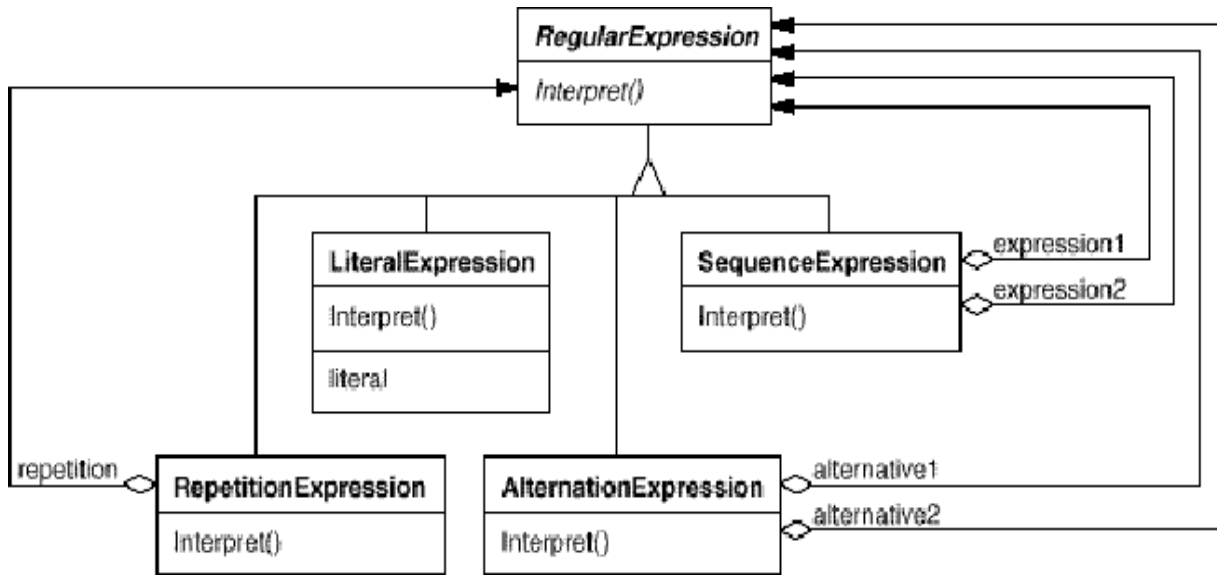 RegularExpression
Interpret()
LiteralExpression
Interpret()
literal
SequenceExpression
Interpret()
expression1
expression2
repetition
RepetitionExpression
Interpret()
AlternationExpression
Interpret()
alternative1
alternative2